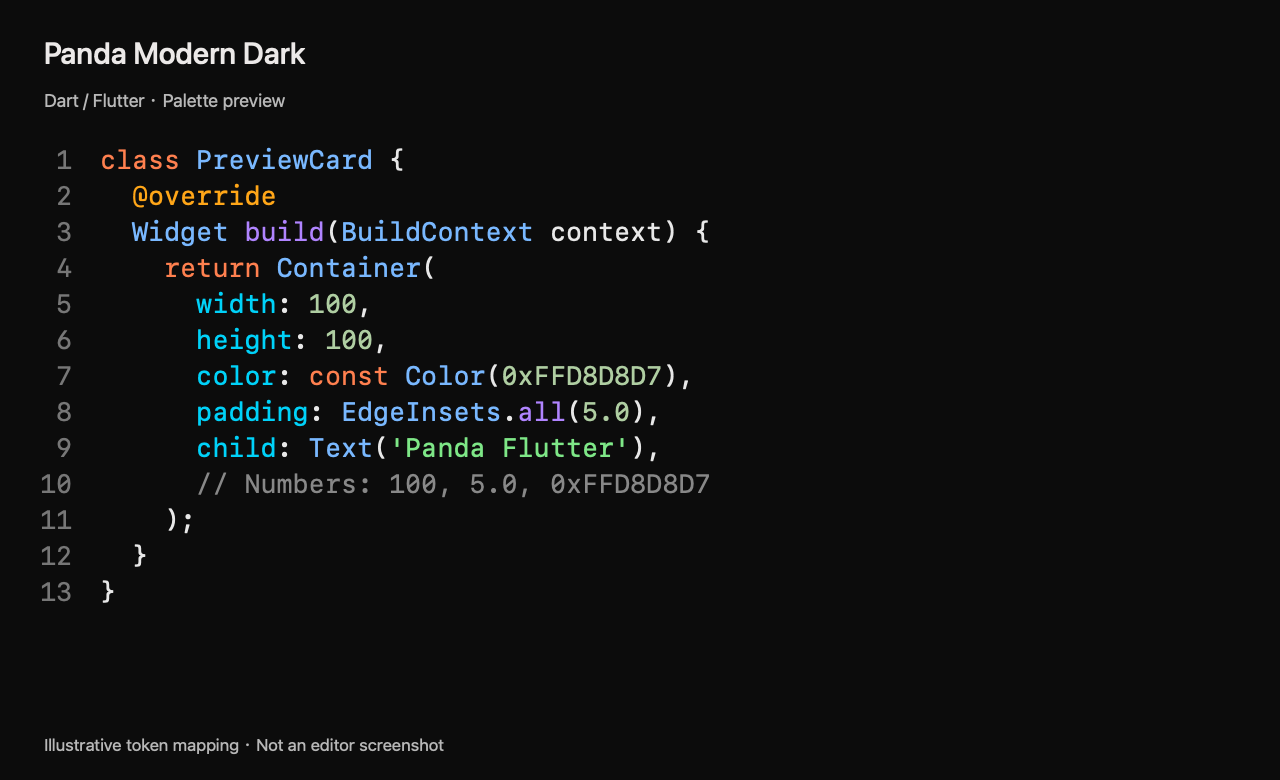 Panda Modern Dark
Dart / Flutter · Palette preview
1 class PreviewCard {
2   @override
3   Widget build(BuildContext context) {
4     return Container(
5       width: 100,
6       height: 100,
7       color: const Color(0xFFD8D8D7),
8       padding: EdgeInsets.all(5.0),
9       child: Text('Panda Flutter'),
10       // Numbers: 100, 5.0, 0xFFD8D8D7
11     );
12   }
13 }
Illustrative token mapping · Not an editor screenshot